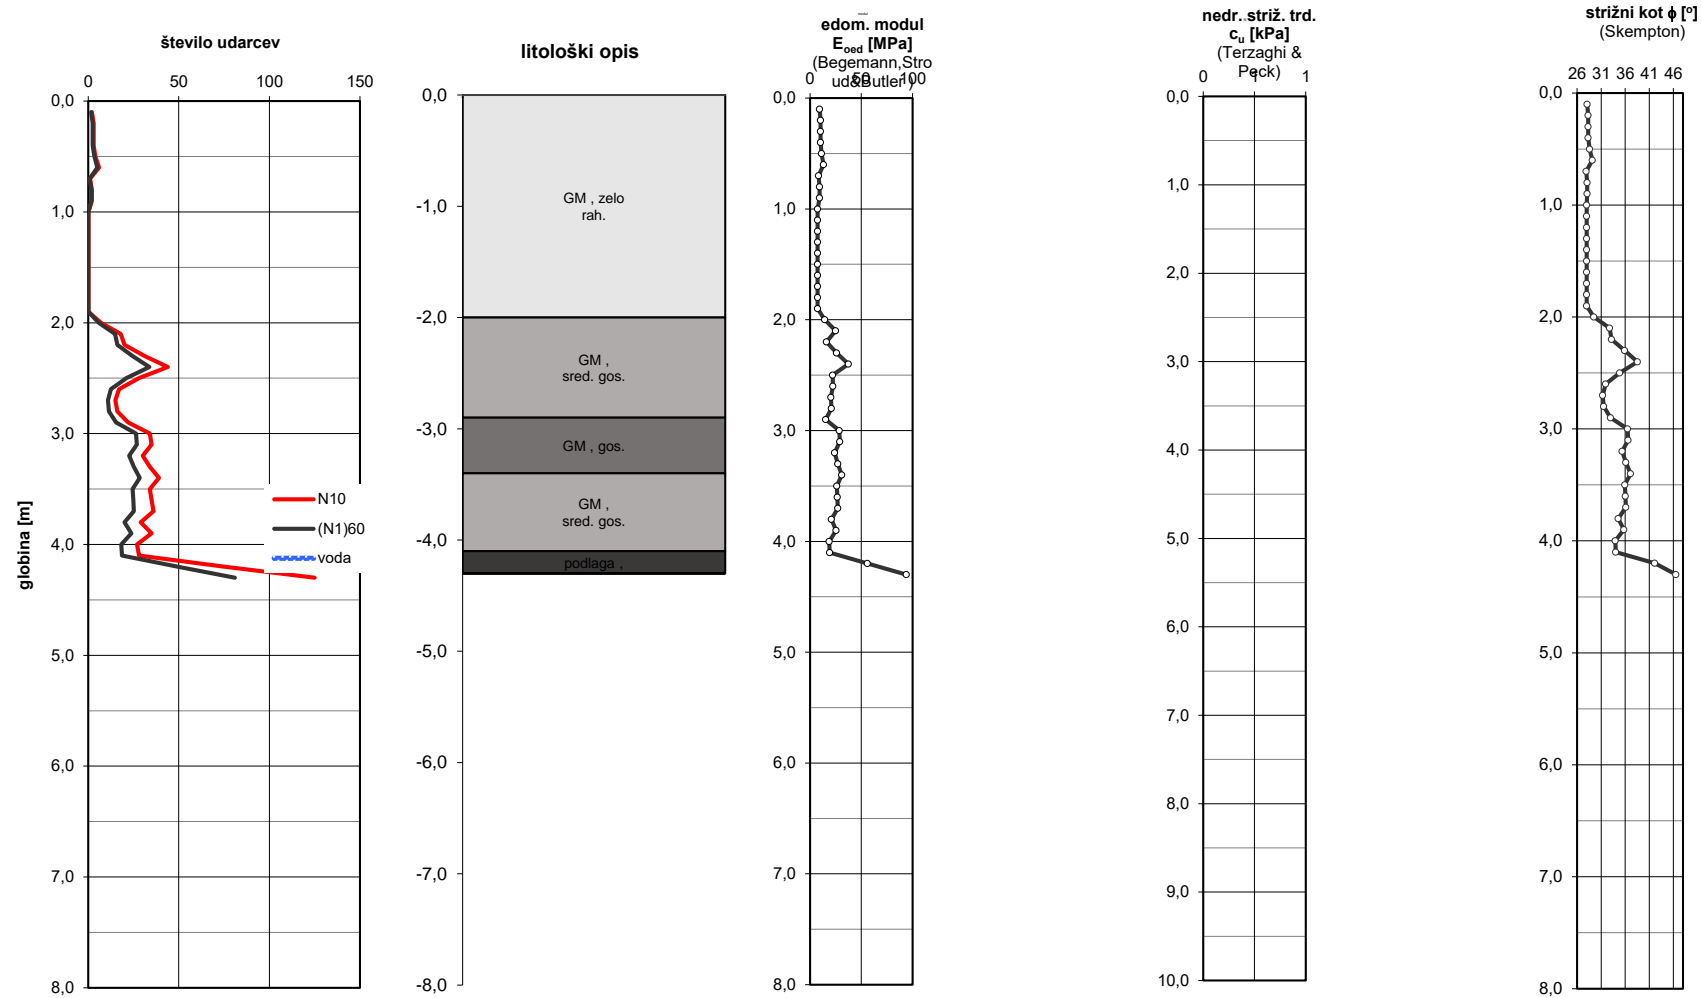 število udarcev
0 50 100 150
0,0
1,0
2,0
3,0
4,0
5,0
6,0
7,0
8,0
globina [m]
N10
(N1)60
voda
litološki opis
0,0
-1,0
-2,0
-3,0
-4,0
-5,0
-6,0
-7,0
-8,0
GM , zelo
rah.
GM ,
sred. gos.
GM , gos.
GM ,
sred. gos.
podlaga ,
edom. modul
Eoed [MPa]
(Begemann,Stro
ud&Butler )
0 50 100
0,0
1,0
2,0
3,0
4,0
5,0
6,0
7,0
8,0
nedr. striž. trd.
cu [kPa]
(Terzaghi &
Peck)
0 1 1
0,0
1,0
2,0
3,0
4,0
5,0
6,0
7,0
8,0
9,0
10,0
strižni kot ϕ [º]
(Skempton)
26 31 36 41 46
0,0
1,0
2,0
3,0
4,0
5,0
6,0
7,0
8,0